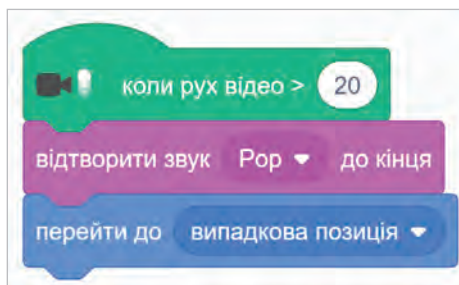 коли рух відео > 20
відтворити звук Pop до кінця
перейти до випадкова позиція